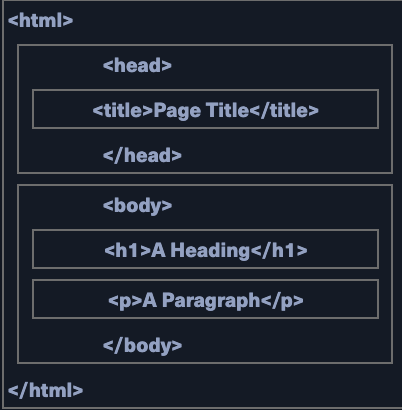 <html>
<head>
<title>Page Title</title>
</head>
<body>
<h1>A Heading</h1>
<p>A Paragraph</p>
</body>
</html>